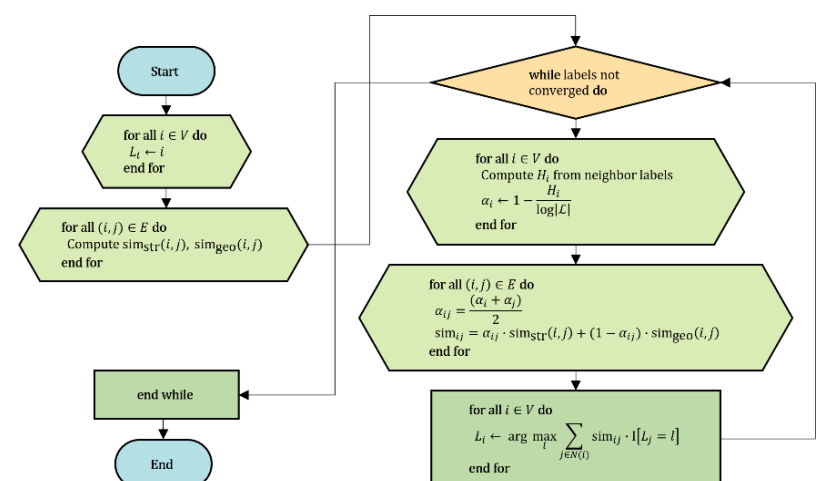 Start
for all i ∈ V do
L_i ← i
end for
for all (i, j) ∈ E do
Compute sim_str(i, j), sim_geo(i, j)
end for
while labels not
converged do
for all i ∈ V do
Compute H_i from neighbor labels
α_i ← 1 − H_i / log|ℒ|
end for
for all (i, j) ∈ E do
α_ij = (α_i + α_j) / 2
sim_ij = α_ij · sim_str(i, j) + (1 − α_ij) · sim_geo(i, j)
end for
for all i ∈ V do
L_i ← arg max_l ∑_{j∈N(i)} sim_ij · I[L_j = l]
end for
end while
End